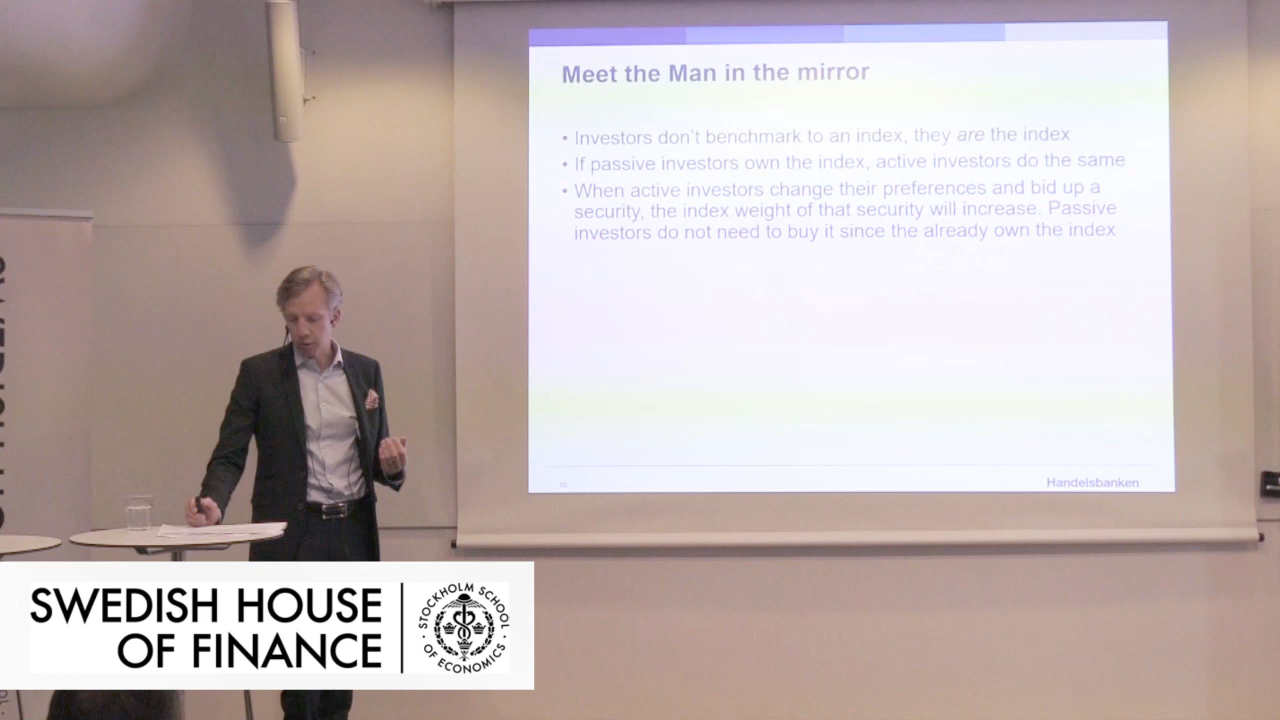 Meet the Man in the mirror
• Investors don't benchmark to an index, they are the index
• If passive investors own the index, active investors do the same
• When active investors change their preferences and bid up a
security, the index weight of that security will increase. Passive
investors do not need to buy it since the already own the index
Handelsbanken
SWEDISH HOUSE
OF FINANCE
STOCKHOLM SCHOOL
OF ECONOMICS